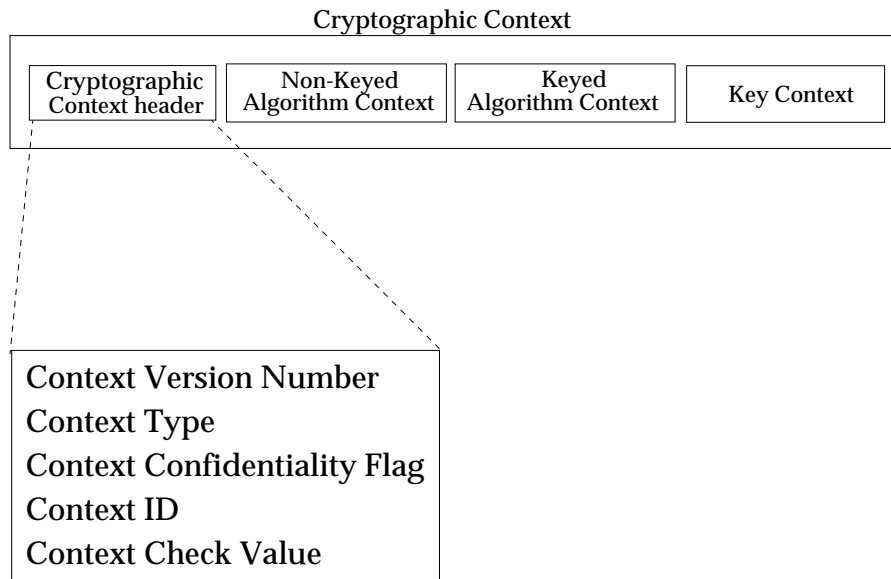 Cryptographic Context
Cryptographic
Context header
Non-Keyed
Algorithm Context
Keyed
Algorithm Context
Key Context
Context Version Number
Context Type
Context Confidentiality Flag
Context ID
Context Check Value